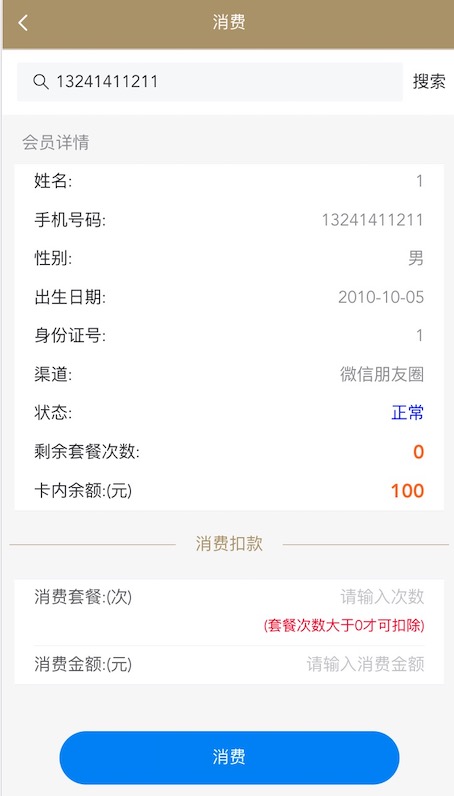 消费
13241411211 搜索
会员详情
姓名: 1
手机号码: 13241411211
性别: 男
出生日期: 2010-10-05
身份证号: 1
渠道: 微信朋友圈
状态: 正常
剩余套餐次数: 0
卡内余额:(元) 100
消费扣款
消费套餐:(次) 请输入次数
(套餐次数大于0才可扣除)
消费金额:(元) 请输入消费金额
消费